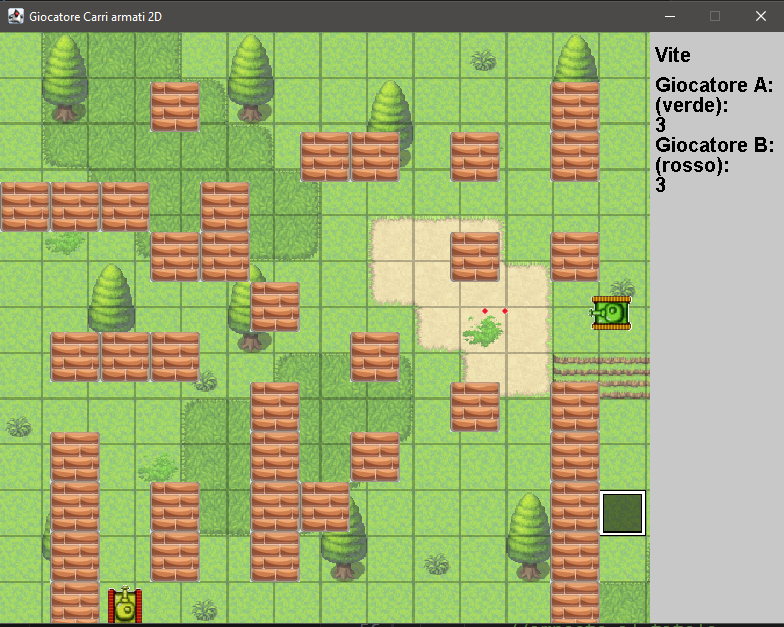 Giocatore Carri armati 2D
Vite
Giocatore A:
(verde):
3
Giocatore B:
(rosso):
3